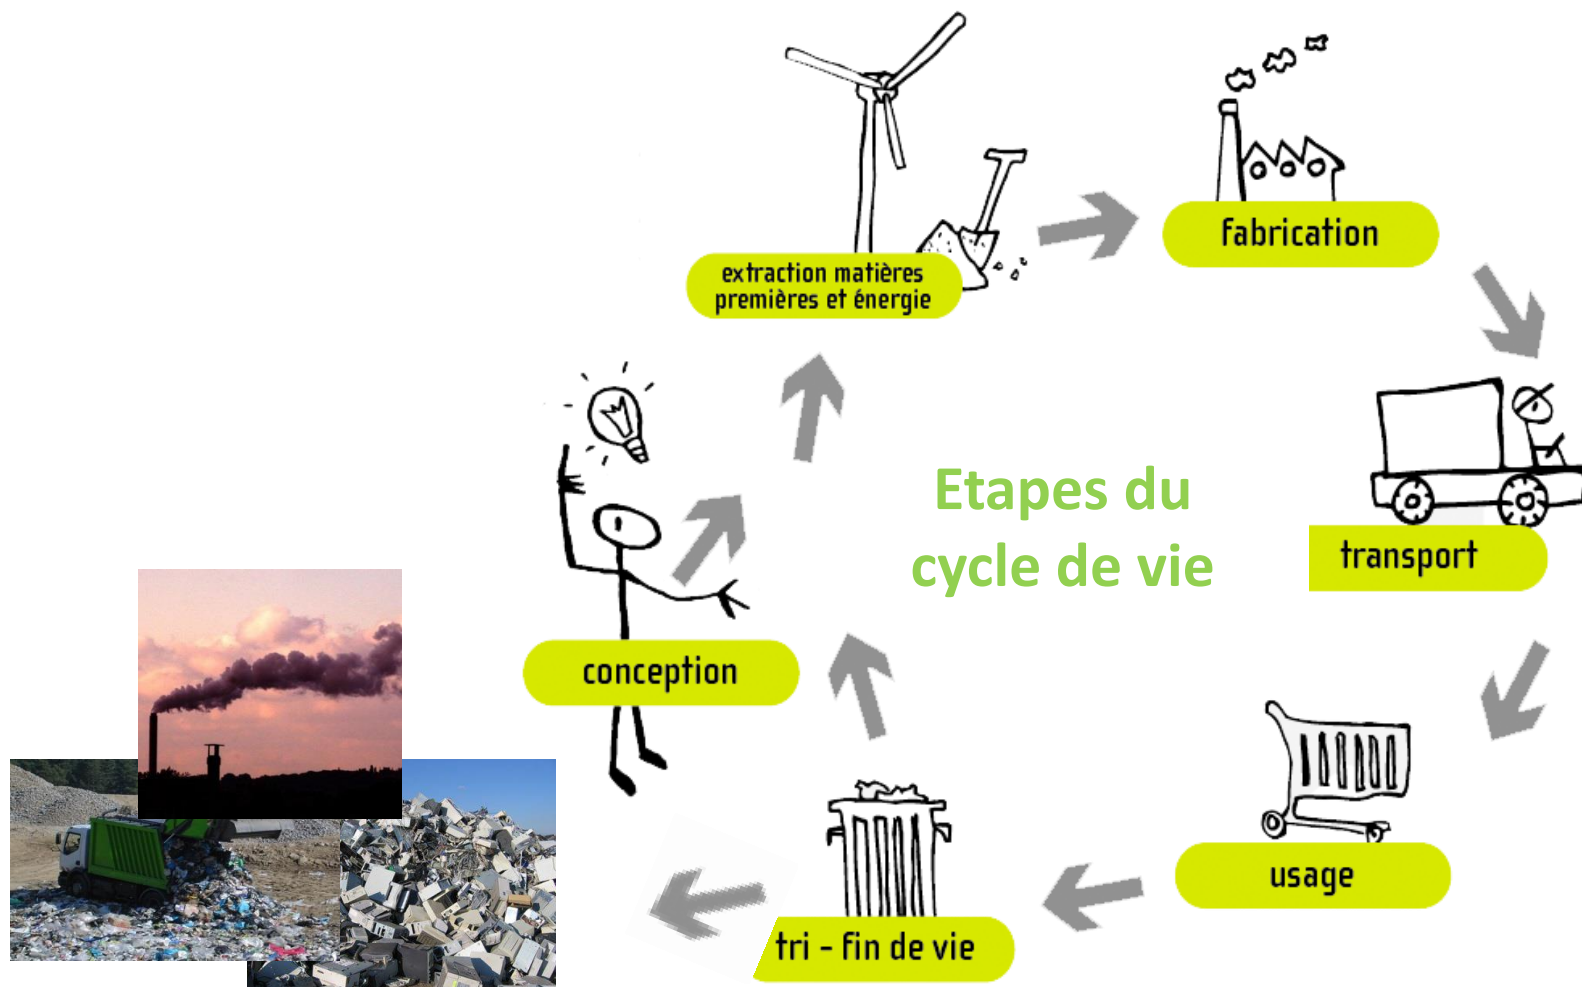 extraction matières
premières et énergie
fabrication
Etapes du
cycle de vie
transport
conception
usage
tri - fin de vie